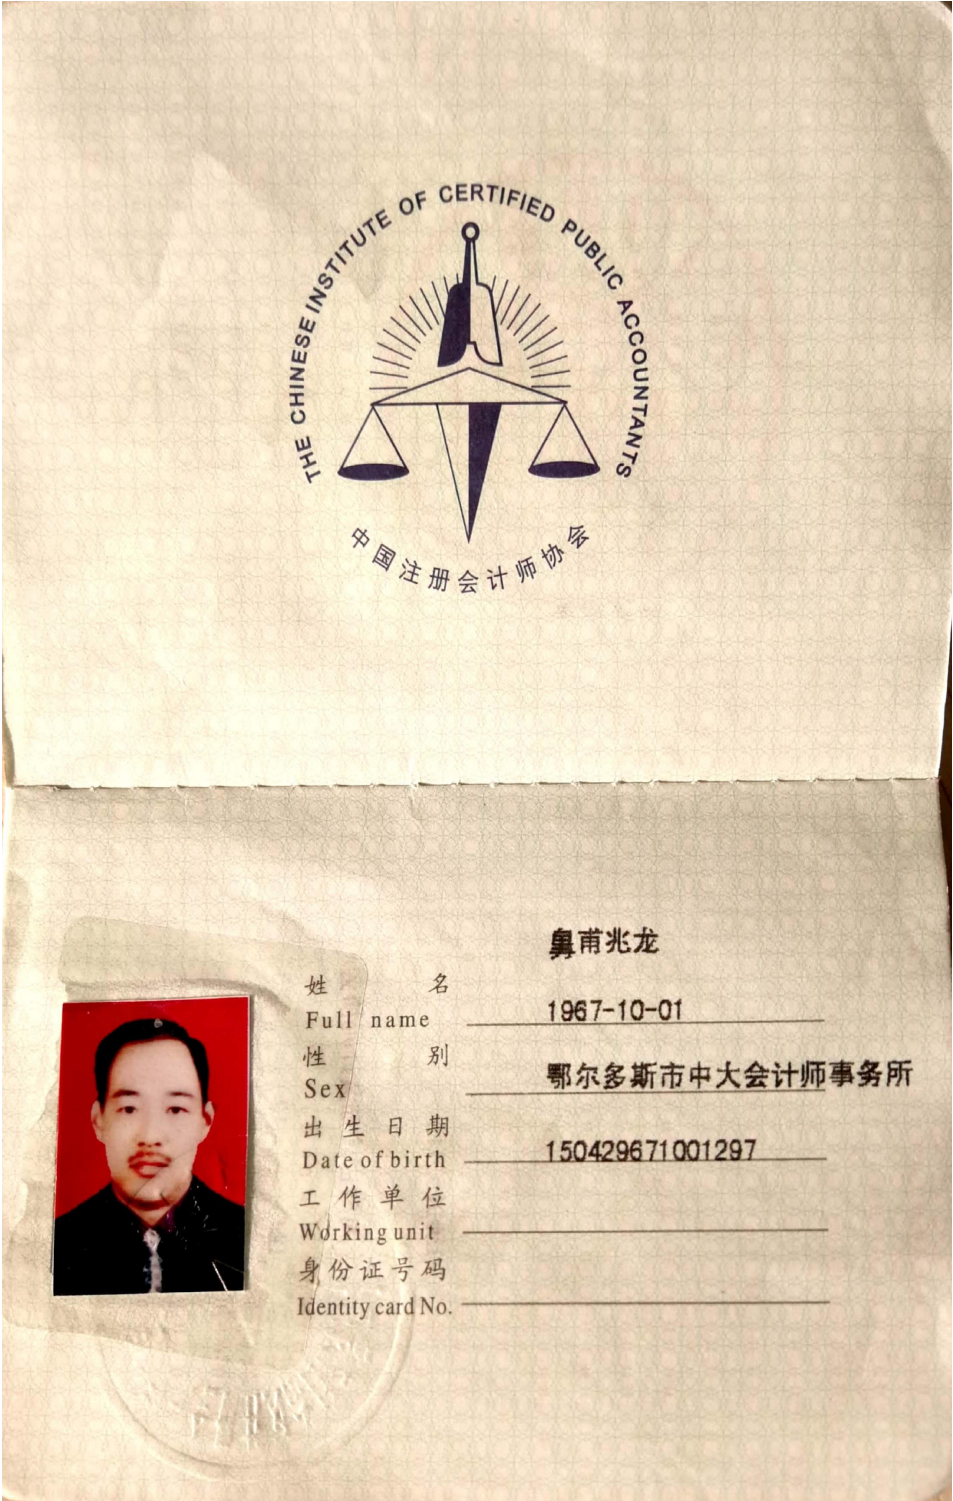 THE CHINESE INSTITUTE OF CERTIFIED PUBLIC ACCOUNTANTS
中国注册会计师协会
甫兆龙
姓名
Full name
1967-10-01
性别
Sex
鄂尔多斯市中大会计师事务所
出生日期
Date of birth
150429671001297
工作单位
Working unit
身份证号码
Identity card No.